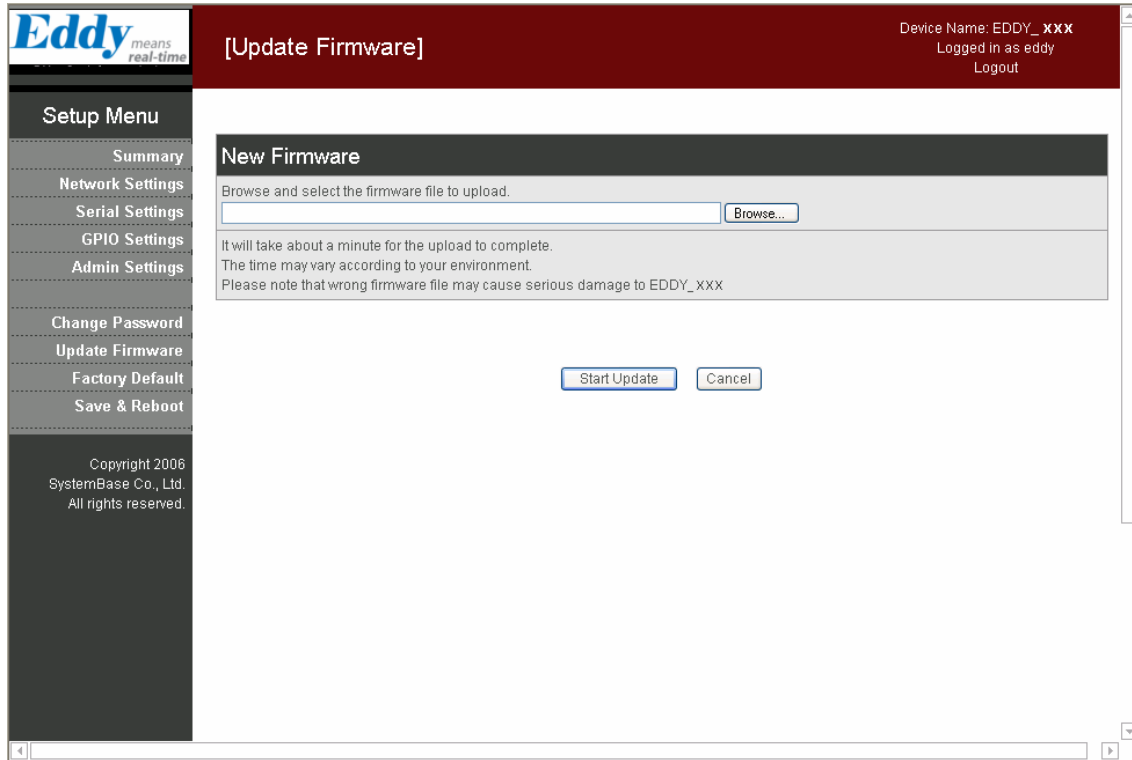 Eddy means
real-time
[Update Firmware]
Device Name: EDDY_ XXX
Logged in as eddy
Logout
Setup Menu
Summary
Network Settings
Serial Settings
GPIO Settings
Admin Settings
Change Password
Update Firmware
Factory Default
Save & Reboot
Copyright 2006
SystemBase Co., Ltd.
All rights reserved.
New Firmware
Browse and select the firmware file to upload.
Browse...
It will take about a minute for the upload to complete.
The time may vary according to your environment.
Please note that wrong firmware file may cause serious damage to EDDY_XXX
Start Update Cancel